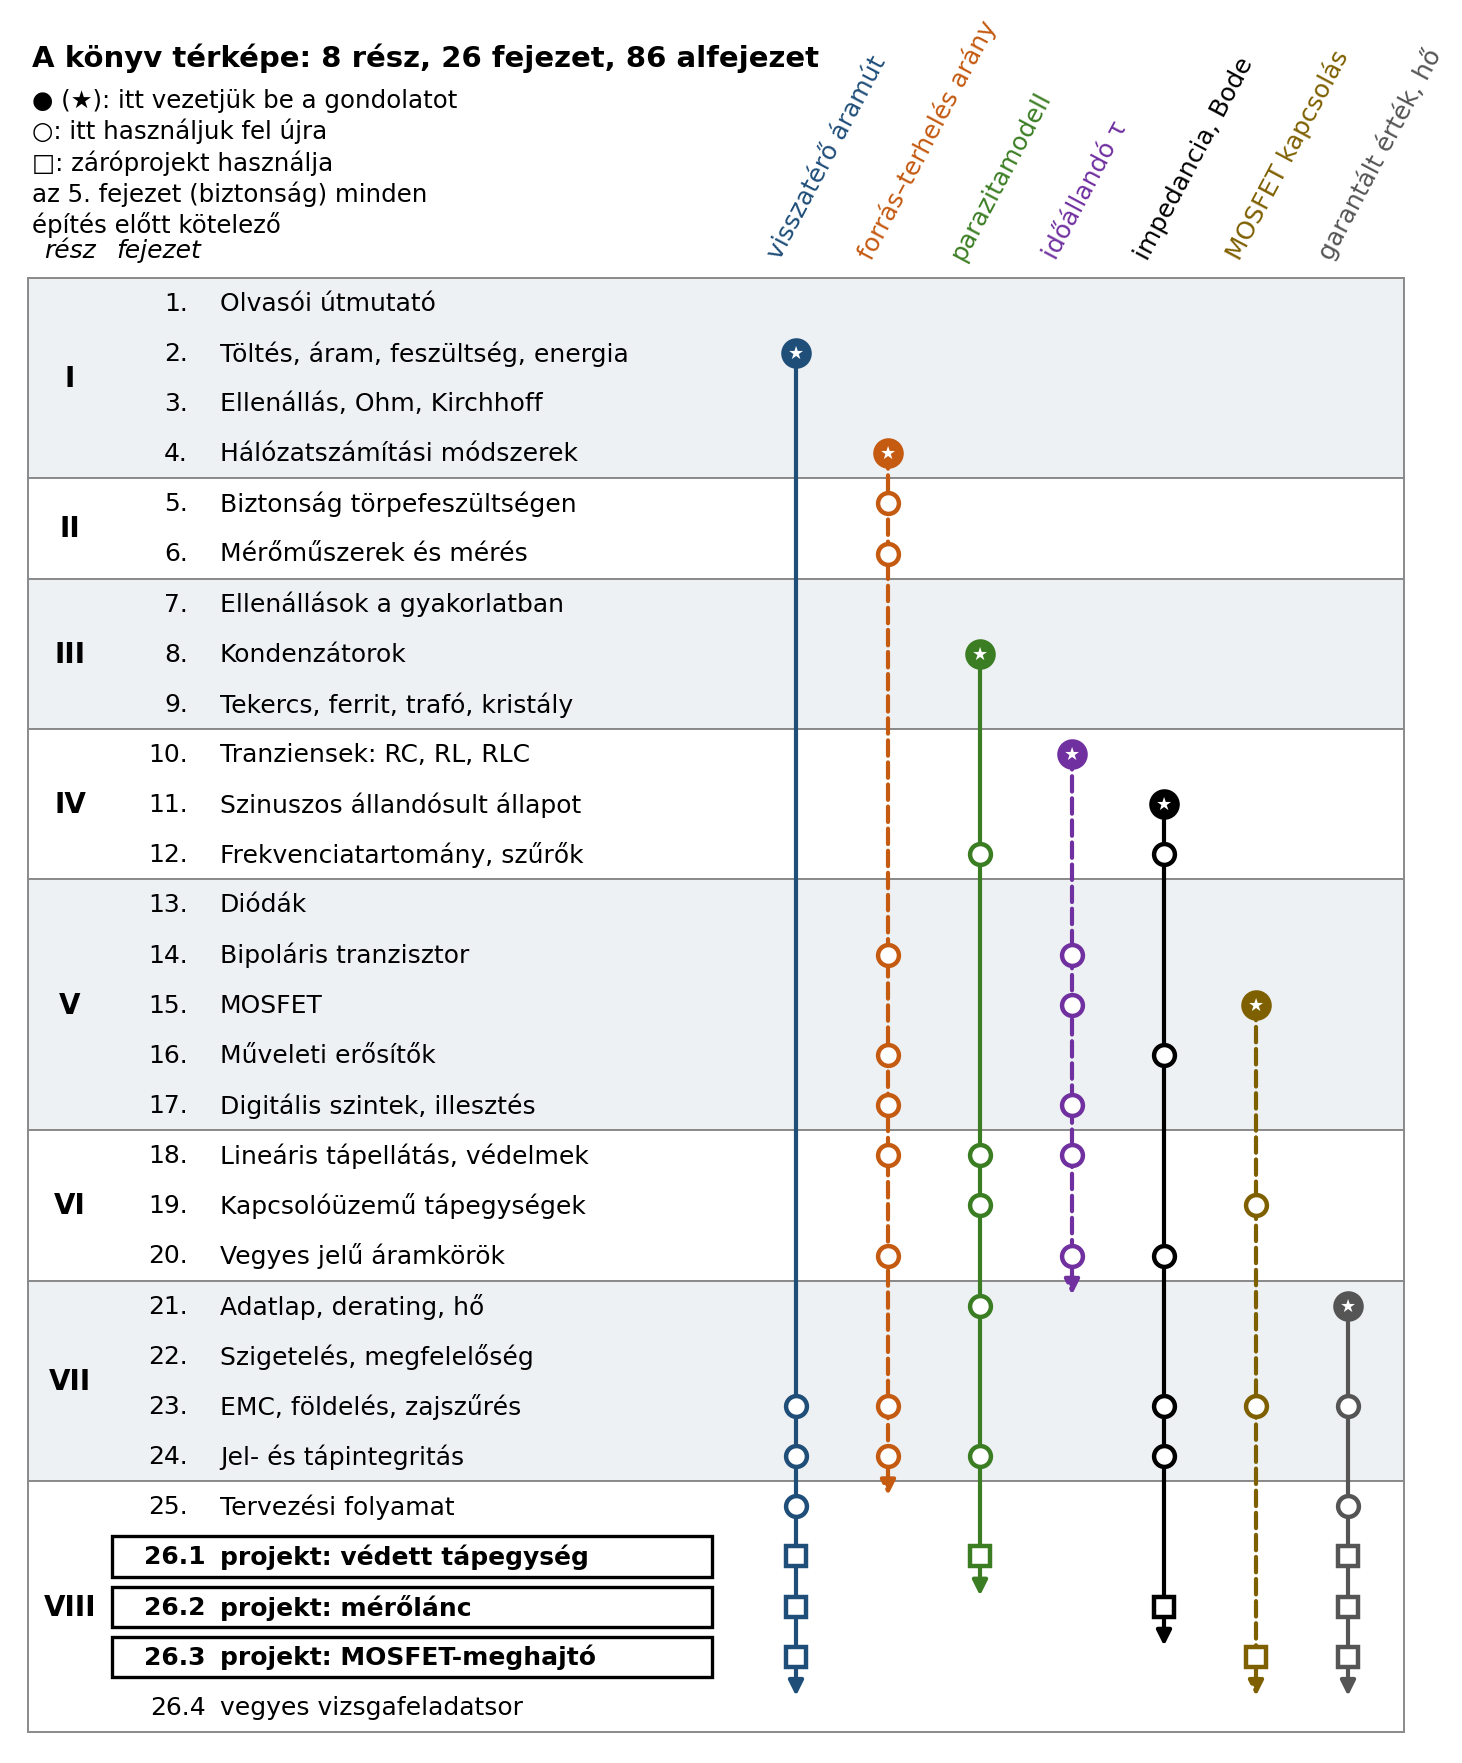 A könyv térképe: 8 rész, 26 fejezet, 86 alfejezet
● (★): itt vezetjük be a gondolatot
○: itt használjuk fel újra
□: záróprojekt használja
az 5. fejezet (biztonság) minden
építés előtt kötelező
rész fejezet
visszatérő áramút
forrás–terhelés arány
parazitamodell
időállandó τ
impedancia, Bode
MOSFET kapcsolás
garantált érték, hő
I
1. Olvasói útmutató
2. Töltés, áram, feszültség, energia
3. Ellenállás, Ohm, Kirchhoff
4. Hálózatszámítási módszerek
II
5. Biztonság törpefeszültségen
6. Mérőműszerek és mérés
III
7. Ellenállások a gyakorlatban
8. Kondenzátorok
9. Tekercs, ferrit, trafó, kristály
IV
10. Tranziensek: RC, RL, RLC
11. Szinuszos állandósult állapot
12. Frekvenciatartomány, szűrők
V
13. Diódák
14. Bipoláris tranzisztor
15. MOSFET
16. Műveleti erősítők
17. Digitális szintek, illesztés
VI
18. Lineáris tápellátás, védelmek
19. Kapcsolóüzemű tápegységek
20. Vegyes jelű áramkörök
VII
21. Adatlap, derating, hő
22. Szigetelés, megfelelőség
23. EMC, földelés, zajszűrés
24. Jel- és tápintegritás
VIII
25. Tervezési folyamat
26.1 projekt: védett tápegység
26.2 projekt: mérőlánc
26.3 projekt: MOSFET-meghajtó
26.4 vegyes vizsgafeladatsor